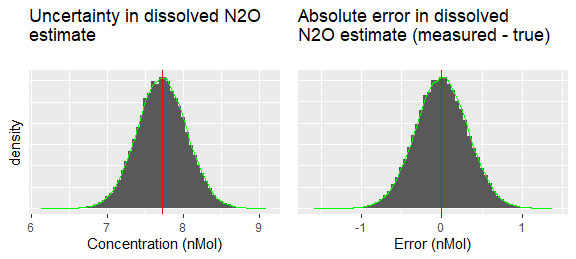 Uncertainty in dissolved N2O
estimate
density
6 7 8 9
Concentration (nMol)
Absolute error in dissolved
N2O estimate (measured - true)
-1 0 1
Error (nMol)